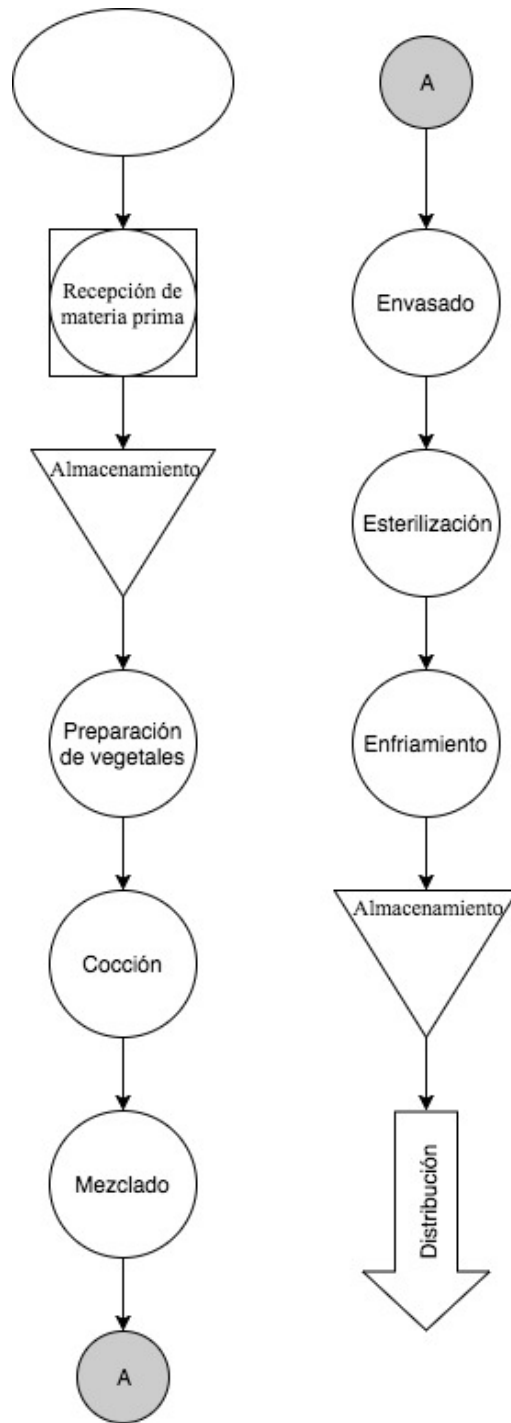 Recepción de
materia prima
Almacenamiento
Preparación
de vegetales
Cocción
Mezclado
A
A
Envasado
Esterilización
Enfriamiento
Almacenamiento
Distribución